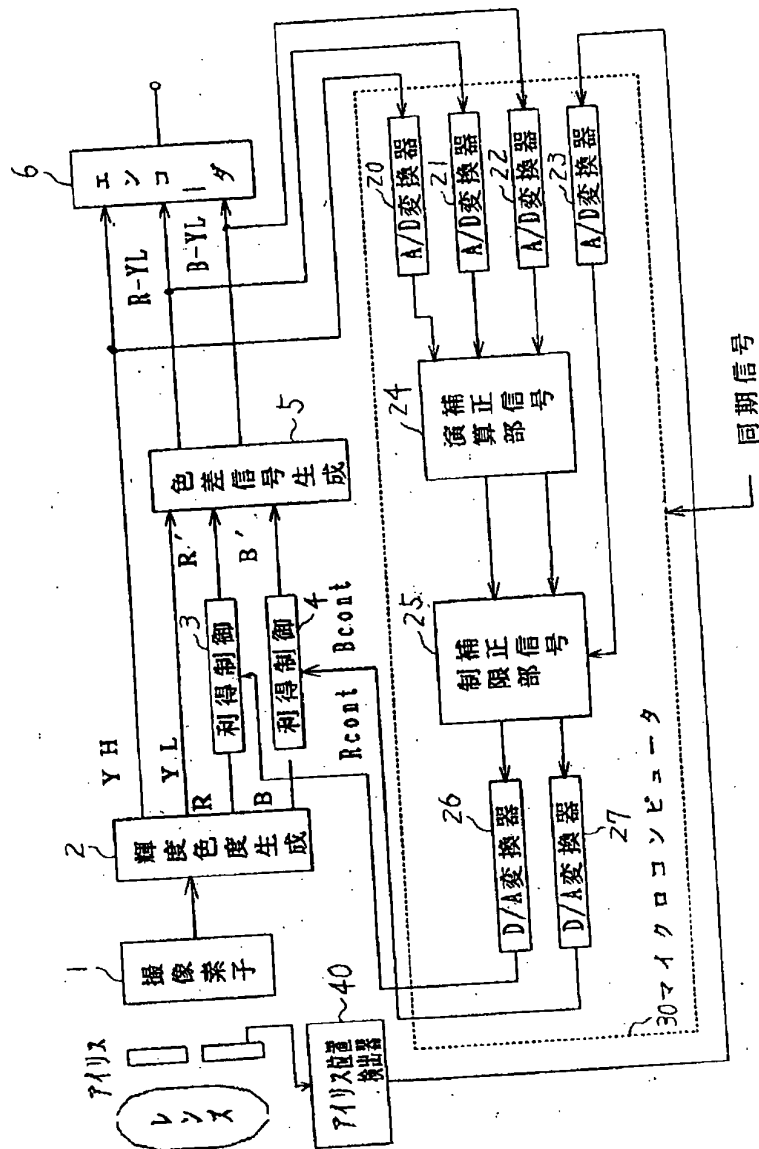 レンズ
アイリス
アイリス位置
検出器
40
1
撮像素子
2
輝度色度生成
YH
YL
R
B
3
利得制御
4
利得制御
Rcont
Bcont
R´
B´
5
色差信号生成
R-YL
B-YL
6
エンコーダ
20
A/D変換器
21
A/D変換器
22
A/D変換器
23
A/D変換器
24
補正信号
演算部
25
補正信号
制限部
26
D/A変換器
27
D/A変換器
30マイクロコンピュータ
同期信号